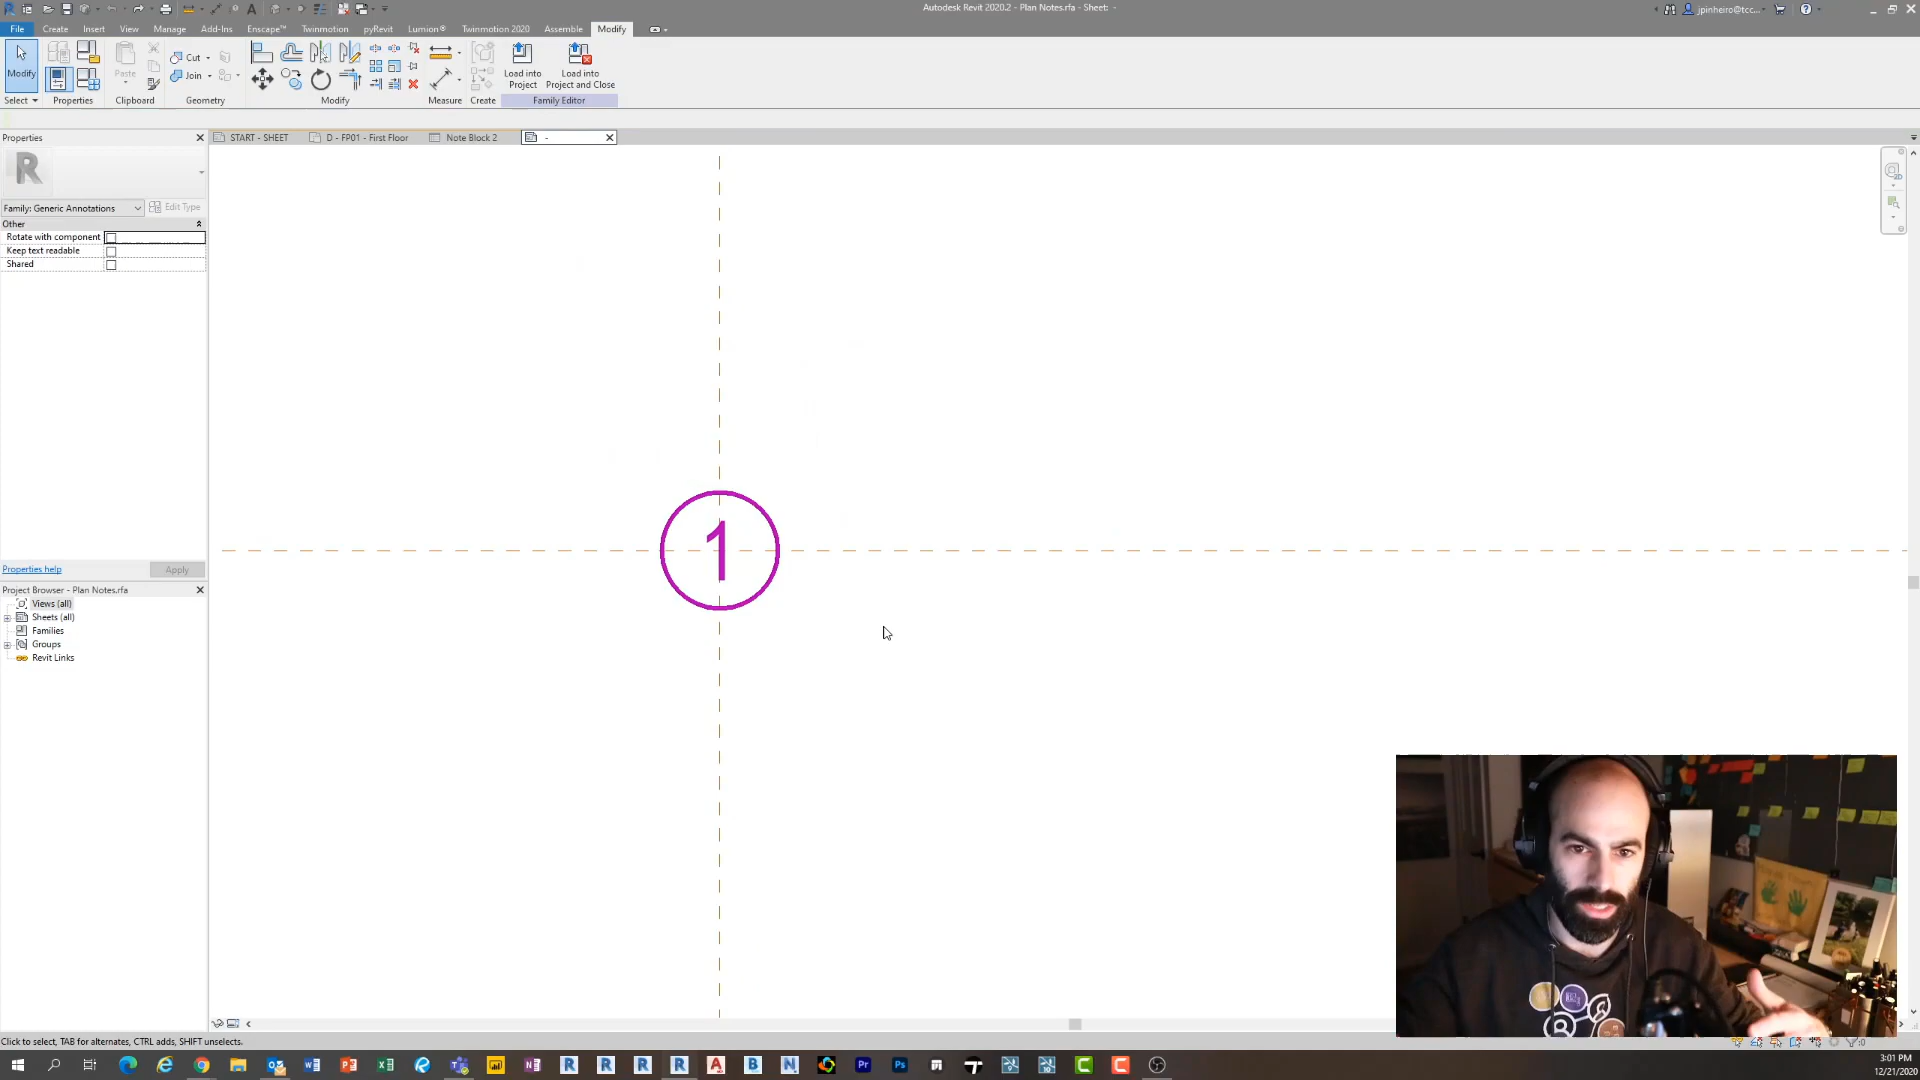 Autodesk Revit 2020.2 - Plan Notes.rfa - Sheet: -
jpinheiro@tcc...
File Create Insert View Manage Add-Ins Enscape™ Twinmotion pyRevit Lumion® Twinmotion 2020 Assemble Modify
Modify
Paste
Cut
Join
Load into Project
Load into Project and Close
Select Properties Clipboard Geometry Modify Measure Create Family Editor
Properties
START - SHEET
D - FP01 - First Floor
Note Block 2
-
R
Family: Generic Annotations
Edit Type
Other
Rotate with component
Keep text readable
Shared
1
Properties help
Apply
Project Browser - Plan Notes.rfa
Views (all)
Sheets (all)
Families
Groups
Revit Links
Click to select, TAB for alternates, CTRL adds, SHIFT unselects.
:0
3:01 PM
12/21/2020